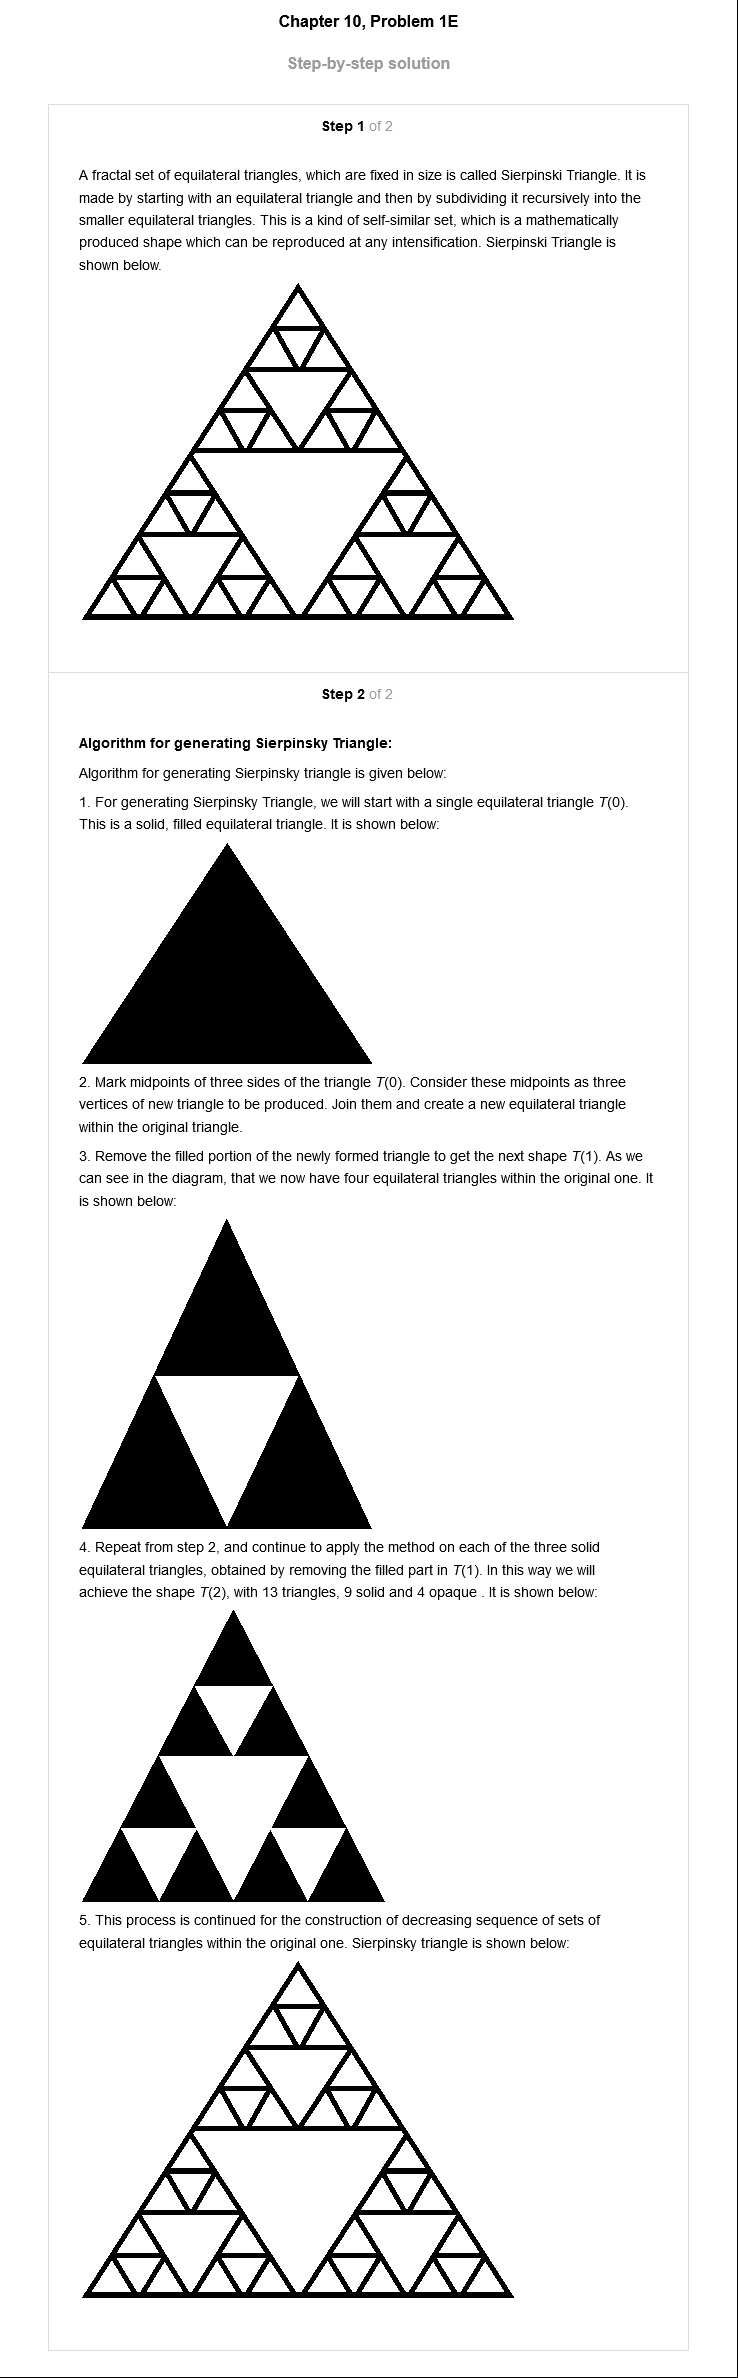 Chapter 10, Problem 1E
Step-by-step solution
Step 1 of 2
A fractal set of equilateral triangles, which are fixed in size is called Sierpinski Triangle. It is
made by starting with an equilateral triangle and then by subdividing it recursively into the
smaller equilateral triangles. This is a kind of self-similar set, which is a mathematically
produced shape which can be reproduced at any intensification. Sierpinski Triangle is
shown below.
Step 2 of 2
Algorithm for generating Sierpinsky Triangle:
Algorithm for generating Sierpinsky triangle is given below:
1. For generating Sierpinsky Triangle, we will start with a single equilateral triangle T(0).
This is a solid, filled equilateral triangle. It is shown below:
2. Mark midpoints of three sides of the triangle T(0). Consider these midpoints as three
vertices of new triangle to be produced. Join them and create a new equilateral triangle
within the original triangle.
3. Remove the filled portion of the newly formed triangle to get the next shape T(1). As we
can see in the diagram, that we now have four equilateral triangles within the original one. It
is shown below:
4. Repeat from step 2, and continue to apply the method on each of the three solid
equilateral triangles, obtained by removing the filled part in T(1). In this way we will
achieve the shape T(2), with 13 triangles, 9 solid and 4 opaque . It is shown below:
5. This process is continued for the construction of decreasing sequence of sets of
equilateral triangles within the original one. Sierpinsky triangle is shown below: